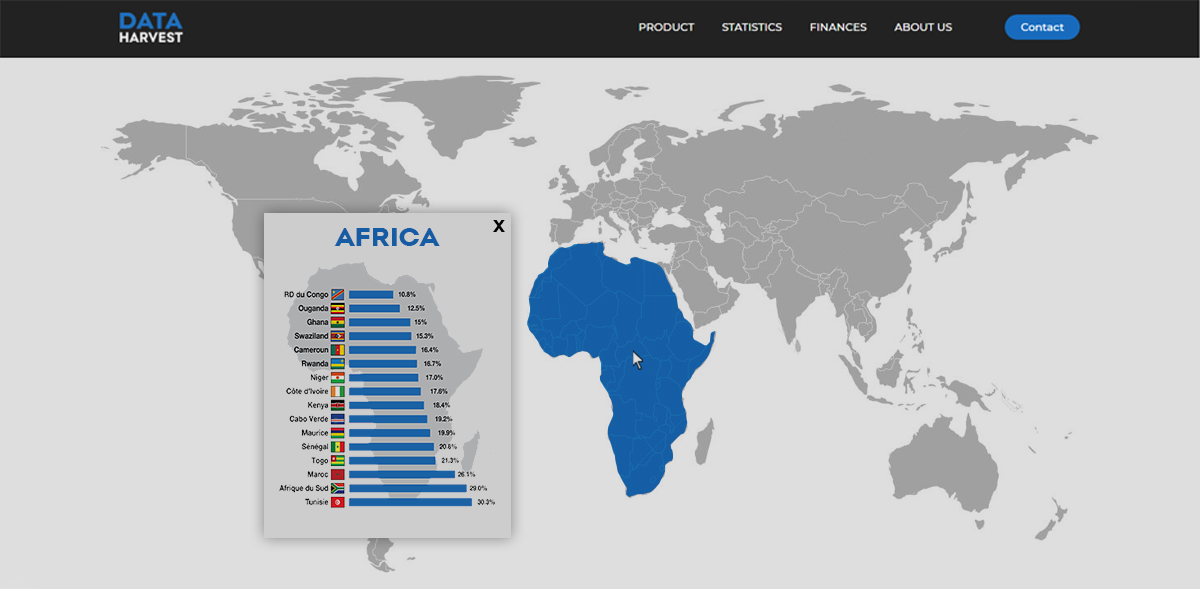 DATA
HARVEST
PRODUCT STATISTICS FINANCES ABOUT US Contact
X
AFRICA
RD du Congo 10.8%
Ouganda 12.5%
Ghana 15%
Swaziland 15.3%
Cameroun 16.4%
Rwanda 16.7%
Niger 17.0%
Côte d'Ivoire 17.8%
Kenya 18.4%
Cabo Verde 19.2%
Maurice 19.9%
Sénégal 20.8%
Togo 21.3%
Maroc 26.1%
Afrique du Sud 29.0%
Tunisie 30.3%